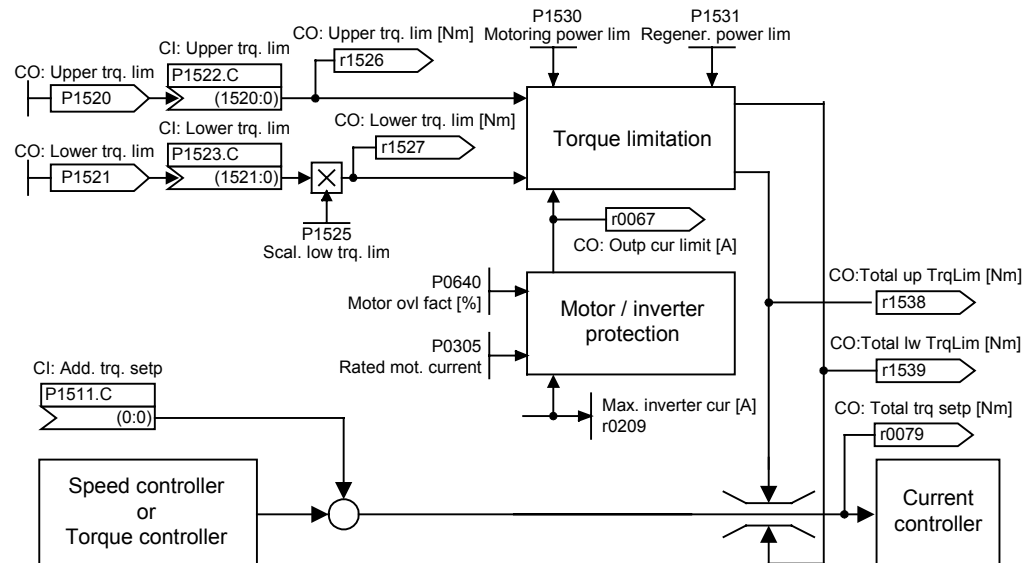 P1530
Motoring power lim
P1531
Regener. power lim
CO: Upper trq. lim [Nm]
r1526
CI: Upper trq. lim
P1522.C
(1520:0)
CO: Upper trq. lim
P1520
CO: Lower trq. lim [Nm]
r1527
CI: Lower trq. lim
P1523.C
(1521:0)
CO: Lower trq. lim
P1521
P1525
Scal. low trq. lim
Torque limitation
r0067
CO: Outp cur limit [A]
P0640
Motor ovl fact [%]
P0305
Rated mot. current
Motor / inverter
protection
Max. inverter cur [A]
r0209
CO:Total up TrqLim [Nm]
r1538
CO:Total lw TrqLim [Nm]
r1539
CO: Total trq setp [Nm]
r0079
CI: Add. trq. setp
P1511.C
(0:0)
Speed controller
or
Torque controller
Current
controller